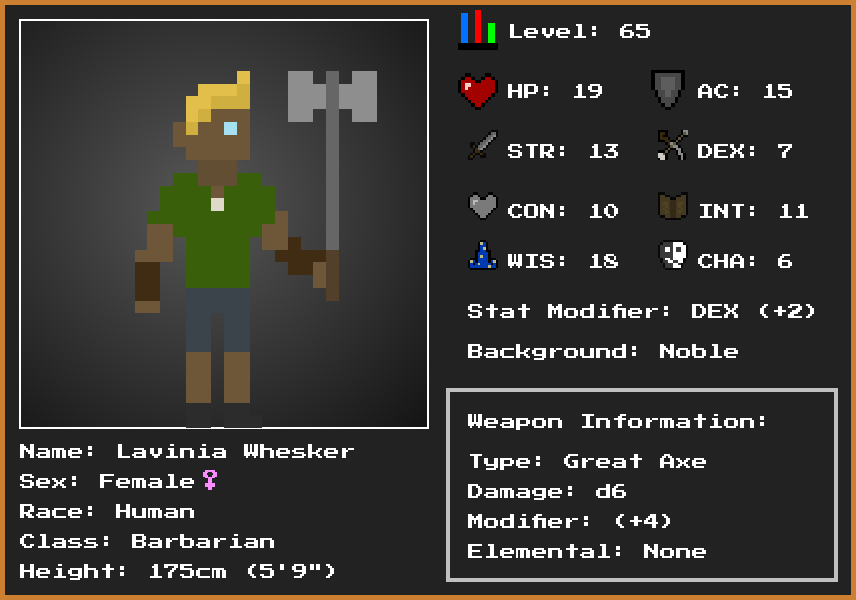 Level: 65
HP: 19 AC: 15
STR: 13 DEX: 7
CON: 10 INT: 11
WIS: 18 CHA: 6
Stat Modifier: DEX (+2)
Background: Noble
Weapon Information:
Type: Great Axe
Damage: d6
Modifier: (+4)
Elemental: None
Name: Lavinia Whesker
Sex: Female♀
Race: Human
Class: Barbarian
Height: 175cm (5'9")